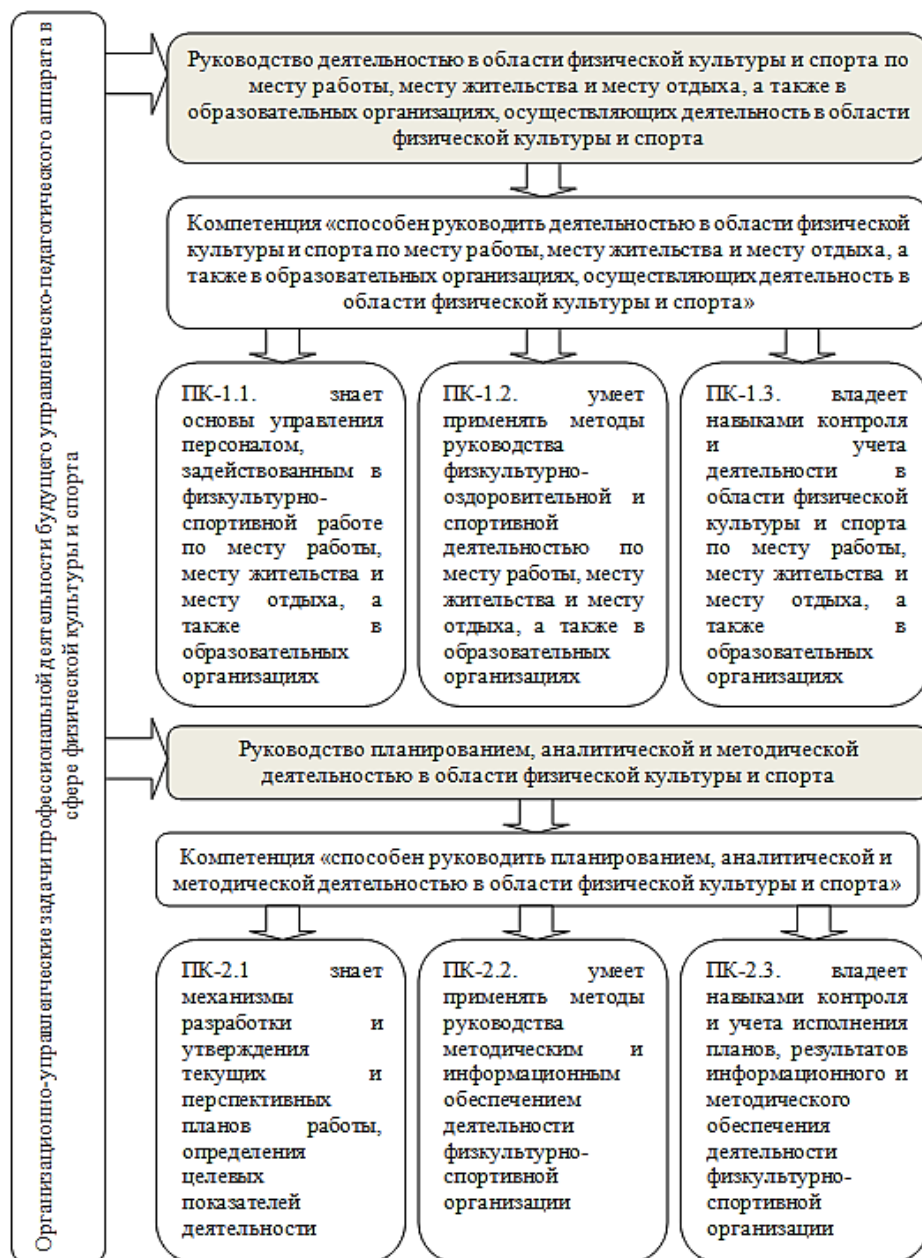 Организационно-управленческие задачи профессиональной деятельности будущего управленческо-педагогического аппарата в
сфере физической культуры и спорта
Руководство деятельностью в области физической культуры и спорта по
месту работы, месту жительства и месту отдыха, а также в
образовательных организациях, осуществляющих деятельность в области
физической культуры и спорта
Компетенция «способен руководить деятельностью в области физической
культуры и спорта по месту работы, месту жительства и месту отдыха, а
также в образовательных организациях, осуществляющих деятельность в
области физической культуры и спорта»
ПК-1.1. знает
основы управления
персоналом,
задействованным в
физкультурно-
спортивной работе
по месту работы,
месту жительства и
месту отдыха, а
также в
образовательных
организациях
ПК-1.2. умеет
применять методы
руководства
физкультурно-
оздоровительной и
спортивной
деятельностью по
месту работы, месту
жительства и месту
отдыха, а также в
образовательных
организациях
ПК-1.3. владеет
навыками контроля
и учета
деятельности в
области физической
культуры и спорта
по месту работы,
месту жительства и
месту отдыха, а
также в
образовательных
организациях
Руководство планированием, аналитической и методической
деятельностью в области физической культуры и спорта
Компетенция «способен руководить планированием, аналитической и
методической деятельностью в области физической культуры и спорта»
ПК-2.1 знает
механизмы
разработки и
утверждения
текущих и
перспективных
планов работы,
определения
целевых
показателей
деятельности
ПК-2.2. умеет
применять методы
руководства
методическим и
информационным
обеспечением
деятельности
физкультурно-
спортивной
организации
ПК-2.3. владеет
навыками контроля
и учета исполнения
планов, результатов
информационного и
методического
обеспечения
деятельности
физкультурно-
спортивной
организации